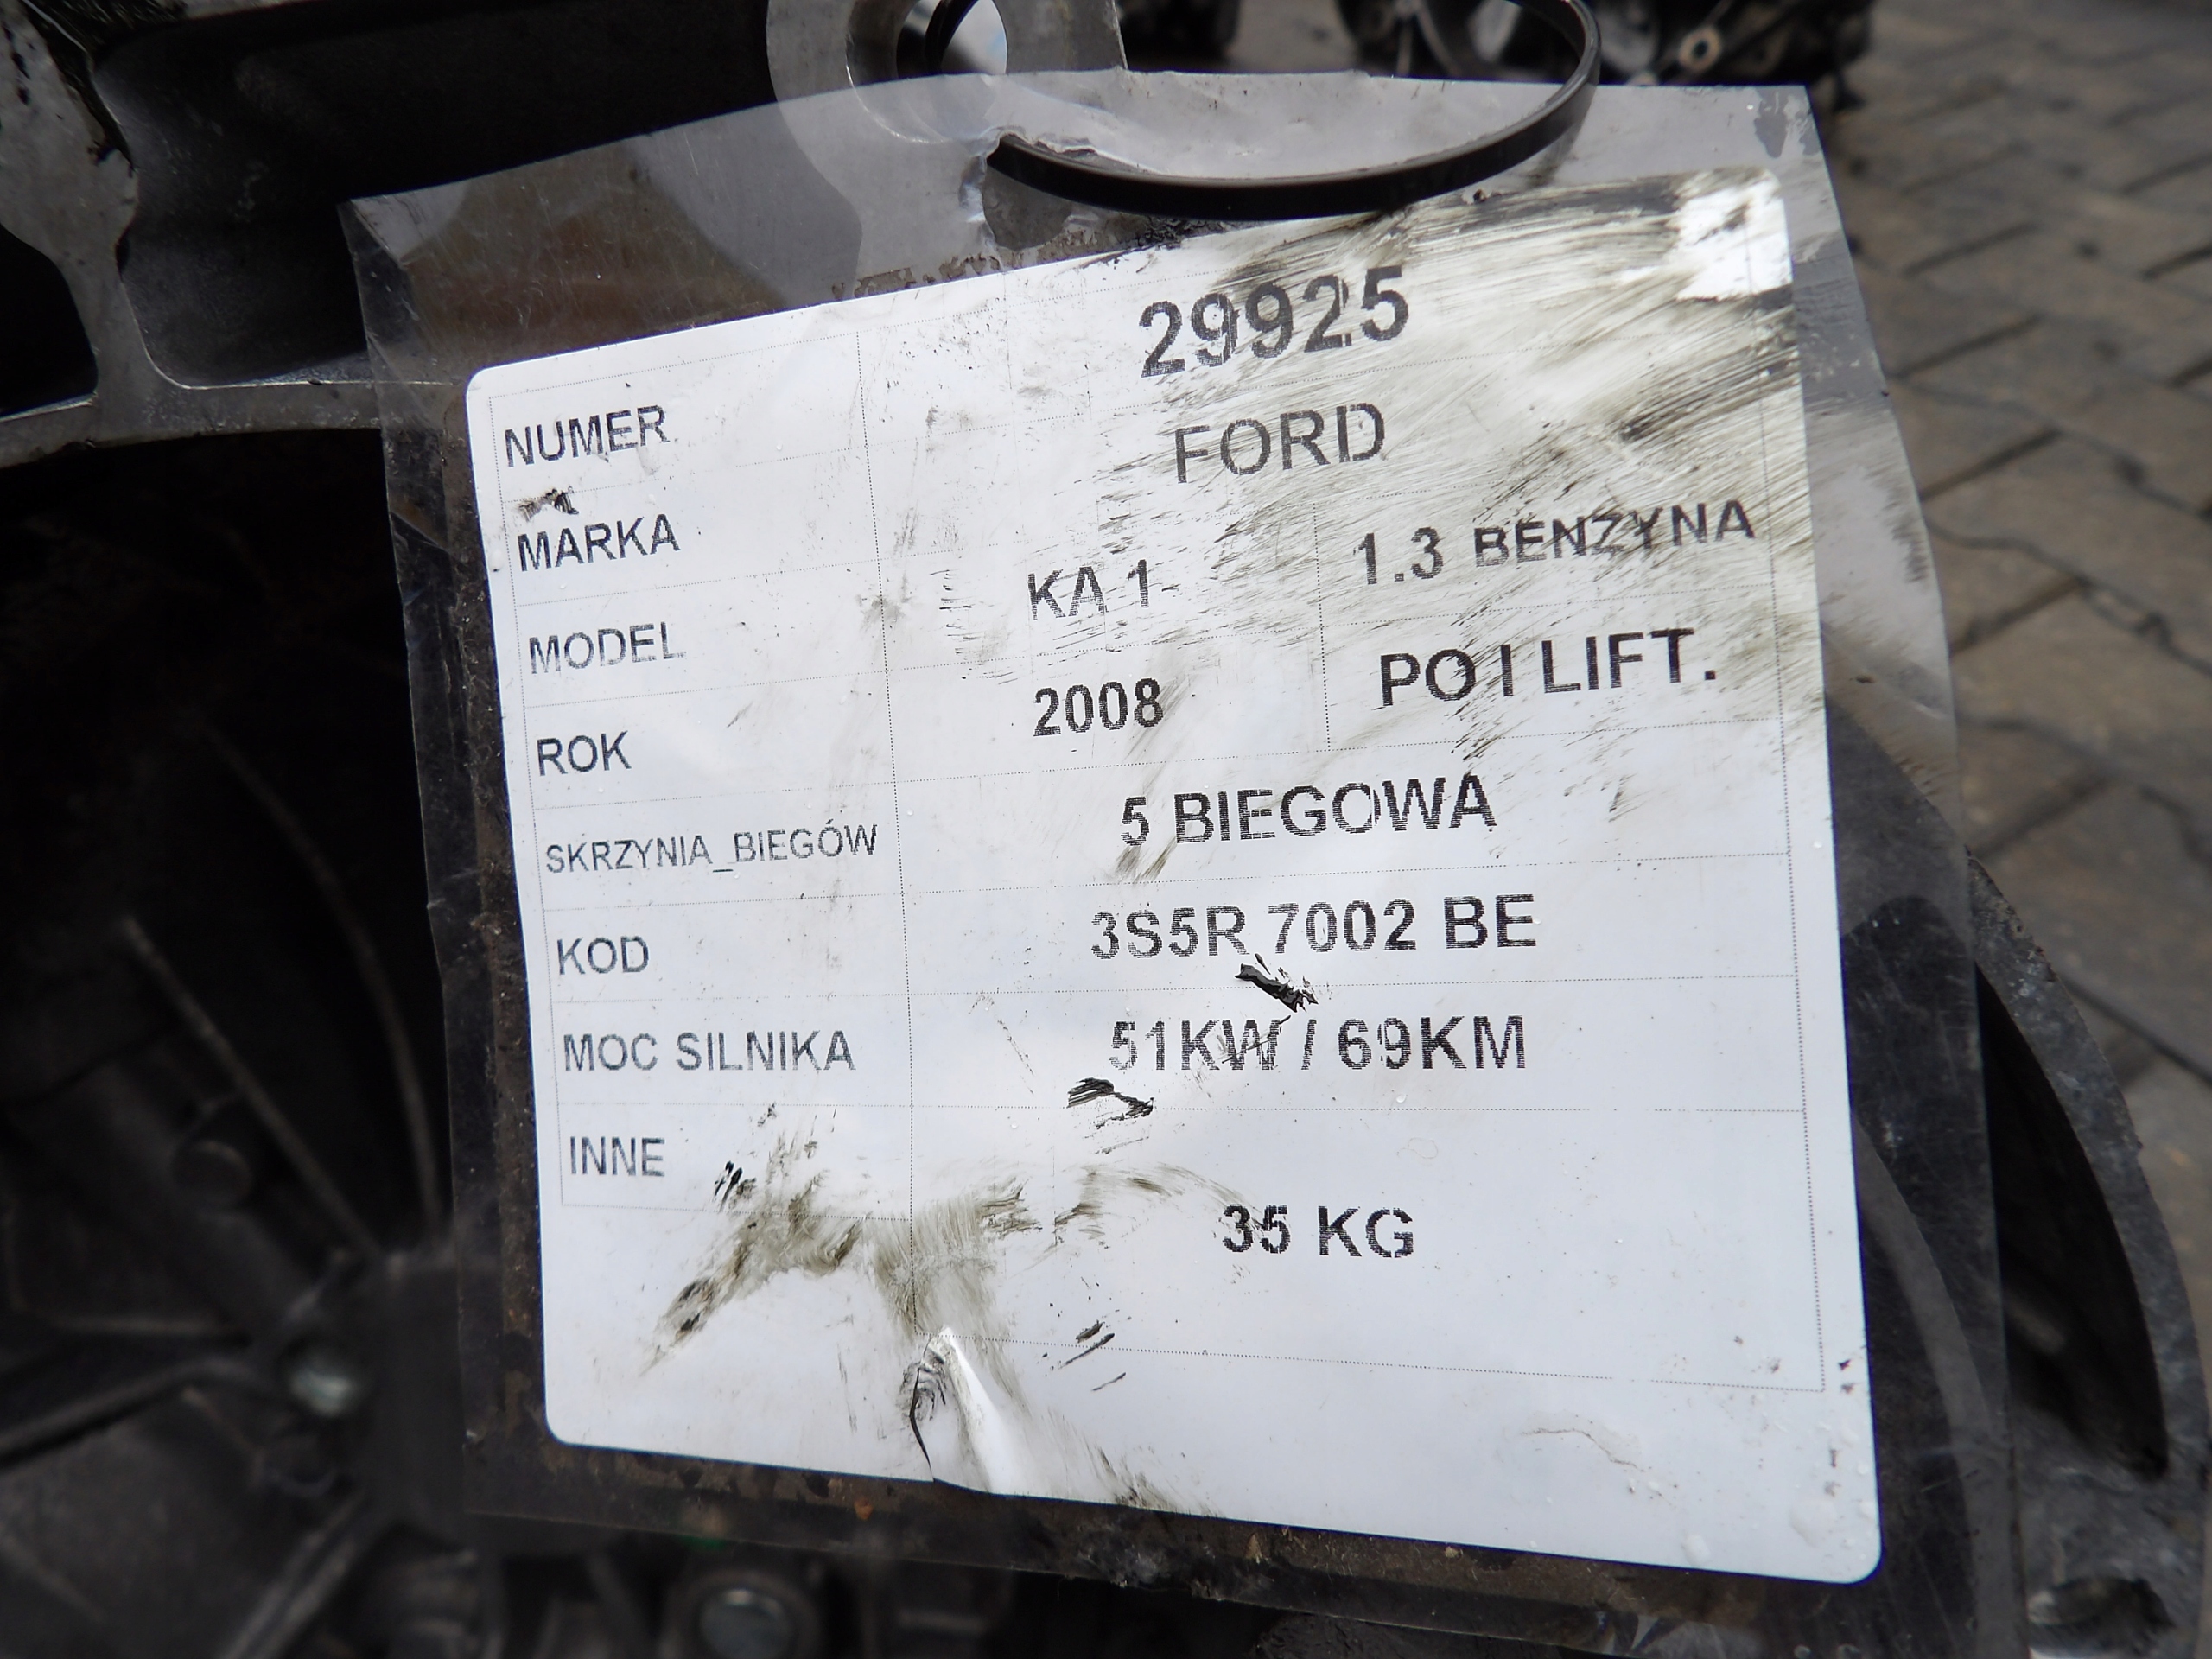 NUMER 29925
MARKA FORD
MODEL KA 1 1.3 BENZYNA
ROK 2008 PO I LIFT.
SKRZYNIA_BIEGÓW 5 BIEGOWA
KOD 3S5R 7002 BE
MOC SILNIKA 51KW / 69KM
INNE 35 KG